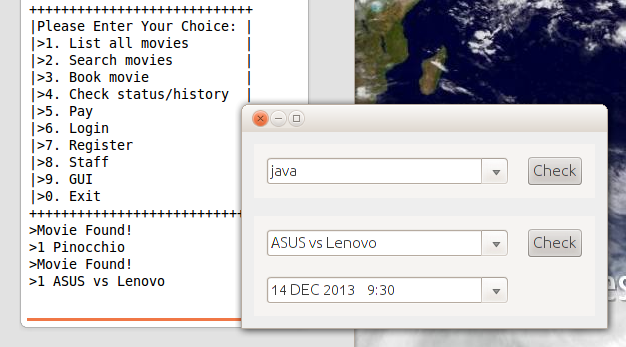 ++++++++++++++++++++++++++++
|Please Enter Your Choice: |
|>1. List all movies |
|>2. Search movies |
|>3. Book movie |
|>4. Check status/history |
|>5. Pay
|>6. Login
|>7. Register
|>8. Staff
|>9. GUI
|>0. Exit
+++++++++++++++++++++++++++
>Movie Found!
>1 Pinocchio
>Movie Found!
>1 ASUS vs Lenovo
java Check
ASUS vs Lenovo Check
14 DEC 2013 9:30